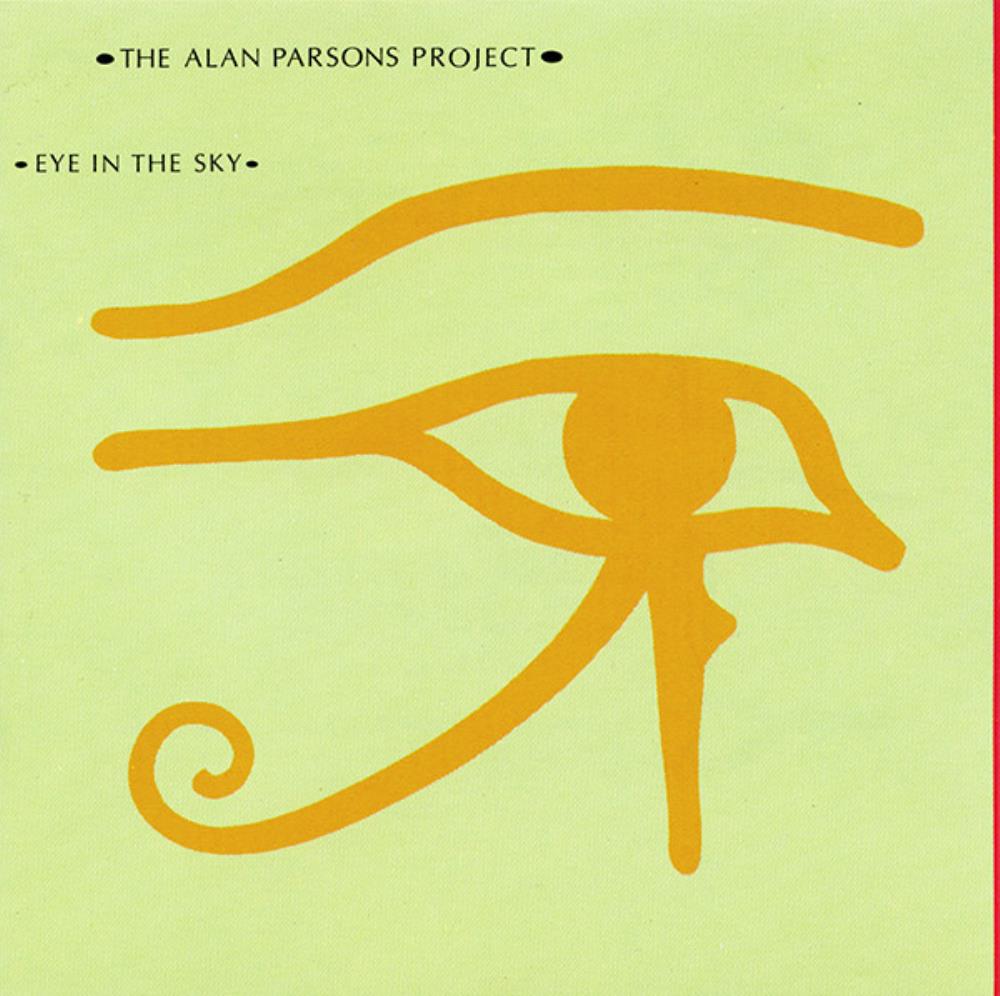 •THE ALAN PARSONS PROJECT•
•EYE IN THE SKY•